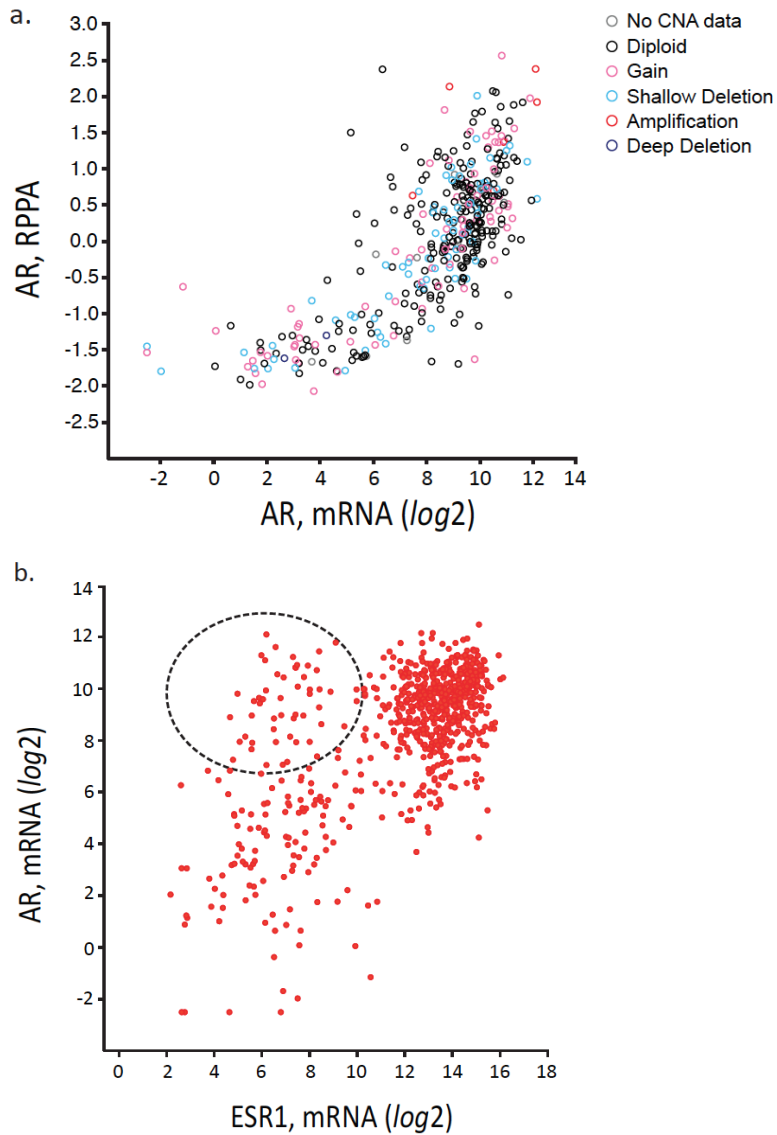 a.
3.0
2.5
2.0
1.5
1.0
0.5
0.0
-0.5
-1.0
-1.5
-2.0
-2.5
AR, RPPA
-2 0 2 4 6 8 10 12 14
AR, mRNA (log2)
No CNA data
Diploid
Gain
Shallow Deletion
Amplification
Deep Deletion
b.
14
12
10
8
6
4
2
0
-2
AR, mRNA (log2)
0 2 4 6 8 10 12 14 16 18
ESR1, mRNA (log2)